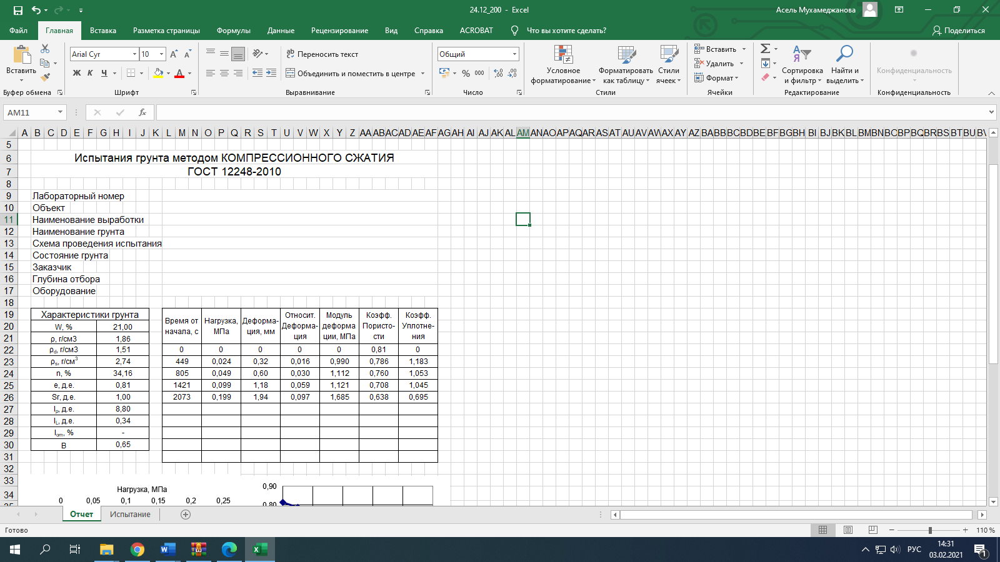 24.12_200 - Excel
Асель Мухамеджанова
Файл Главная Вставка Разметка страницы Формулы Данные Рецензирование Вид Справка ACROBAT Что вы хотите сделать? Поделиться
Arial Cyr 10
Переносить текст
Общий
Вставить
Ж К Ч
Объединить и поместить в центре
% 000
Условное форматирование
Форматировать как таблицу
Стили ячеек
Вставить
Удалить
Формат
Сортировка и фильтр
Найти и выделить
Конфиденциальность
Буфер обмена Шрифт Выравнивание Число Стили Ячейки Редактирование Конфиденциальность
AM11 fx
A B C D E F G H I J K L M N O P Q R S T U V W X Y Z AA AB AC AD AE AF AG AH AI AJ AK AL AM AN AO AP AQ AR AS AT AU AV AW AX AY AZ BA BB BC BD BE BF BG BH BI BJ BK BL BM BN BO BP BQ BR BS BT BU BV
5
6 Испытания грунта методом КОМПРЕССИОННОГО СЖАТИЯ
7 ГОСТ 12248-2010
8
9 Лабораторный номер
10 Объект
11 Наименование выработки
12 Наименование грунта
13 Схема проведения испытания
14 Состояние грунта
15 Заказчик
16 Глубина отбора
17 Оборудование
18
19 Характеристики грунта Время от начала, с Нагрузка, МПа Деформа-ция, мм Относит. Деформа-ция Модуль деформа ции, МПа Коэфф. Пористо-сти Коэфф. Уплотне-ния
20 W, % 21,00
21 ρ, г/см3 1,86
22 ρd, г/см3 1,51 0 0 0 0 0 0,81 0
23 ρs, г/см³ 2,74 449 0,024 0,32 0,016 0,990 0,786 1,183
24 n, % 34,16 805 0,049 0,60 0,030 1,112 0,760 1,053
25 e, д.е. 0,81 1421 0,099 1,18 0,059 1,121 0,708 1,045
26 Sr, д.е. 1,00 2073 0,199 1,94 0,097 1,685 0,638 0,695
27 Ip, д.е. 8,80
28 IL, д.е. 0,34
29 Iom, % -
30 B 0,65
31
32
33
34 Нагрузка, МПа 0,90
35 0 0,05 0,1 0,15 0,2 0,25 0,80
Отчет Испытание
Готово 110 %
РУС 14:31
03.02.2021
1